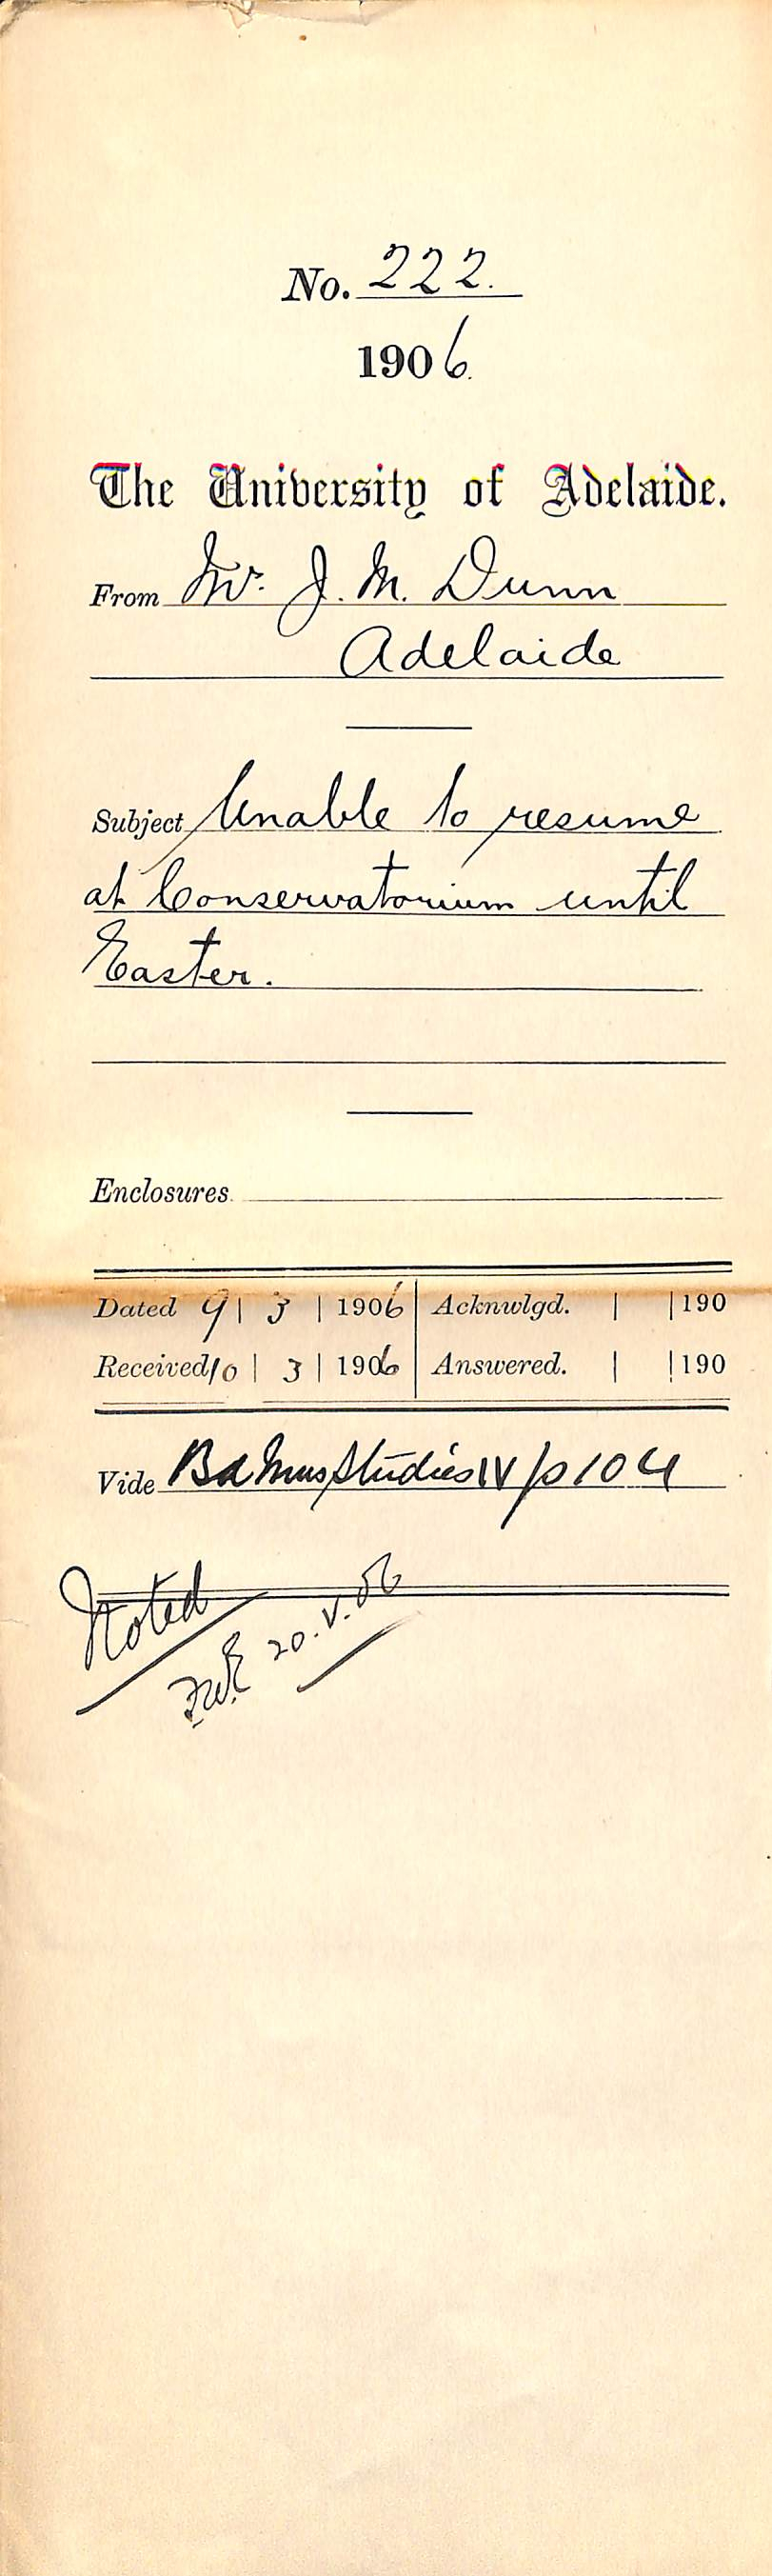 No. 222.
1906.
The University of Adelaide.
From Mr. J. M. Dunn
Adelaide
Subject Unable to resume
at Conservatorium until
Easter.
Enclosures
Dated 9 | 3 | 1906 | Acknwlgd. | | 190
Received 10 | 3 | 1906 | Answered. | | 190
Vide Bd Mus Studies IV p 104
Noted
20.V.06